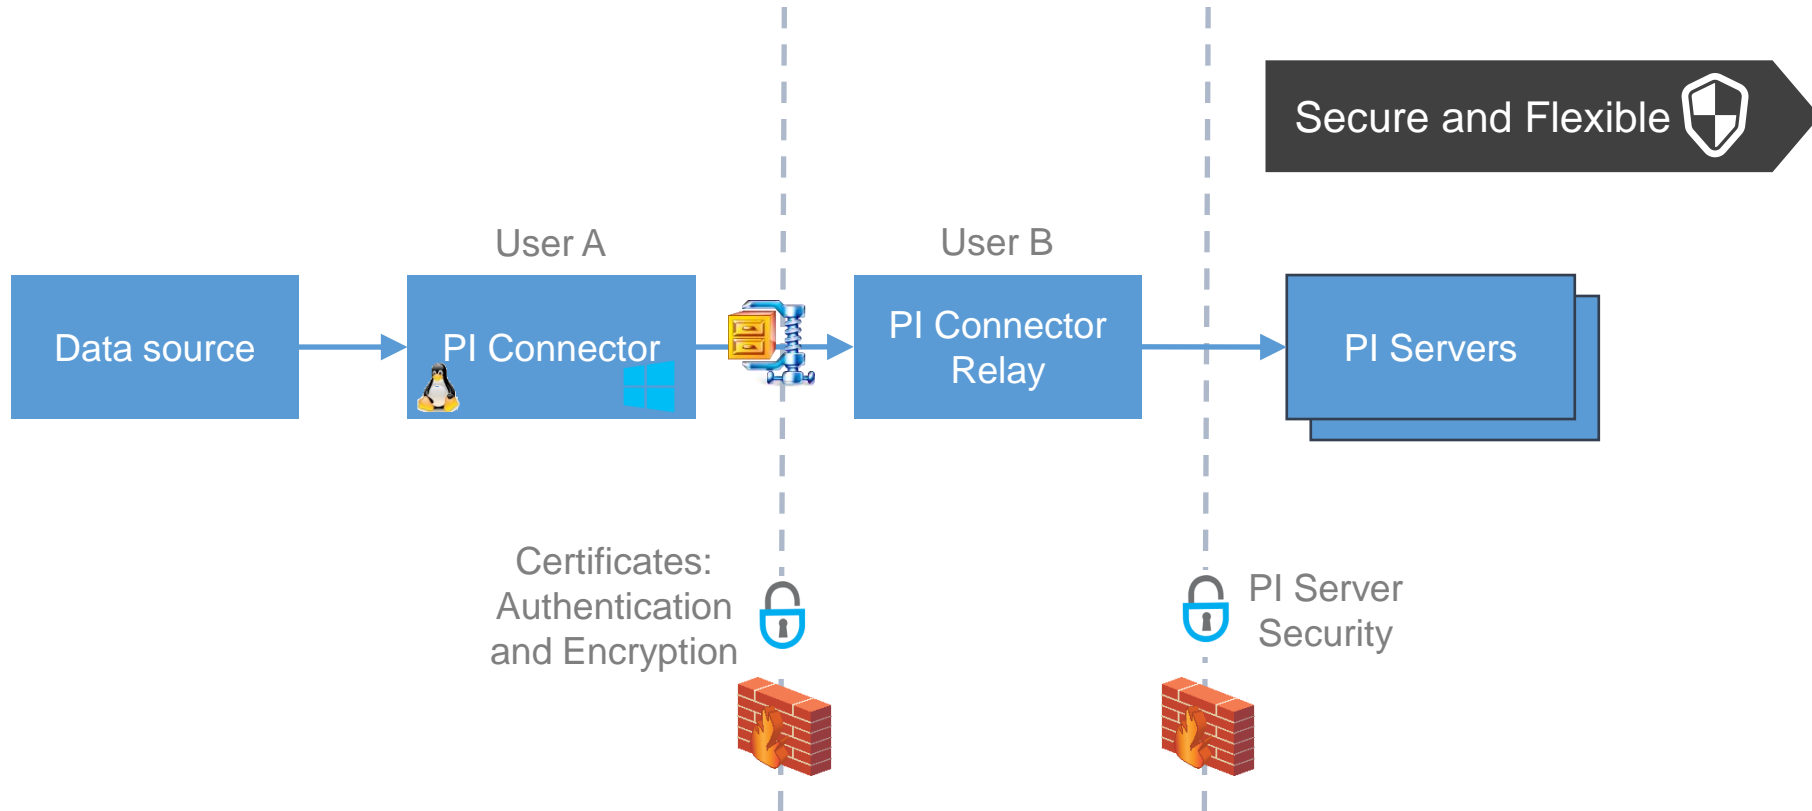 Secure and Flexible
User A
User B
Data source
PI Connector
PI Connector
Relay
PI Servers
Certificates:
Authentication
and Encryption
PI Server
Security